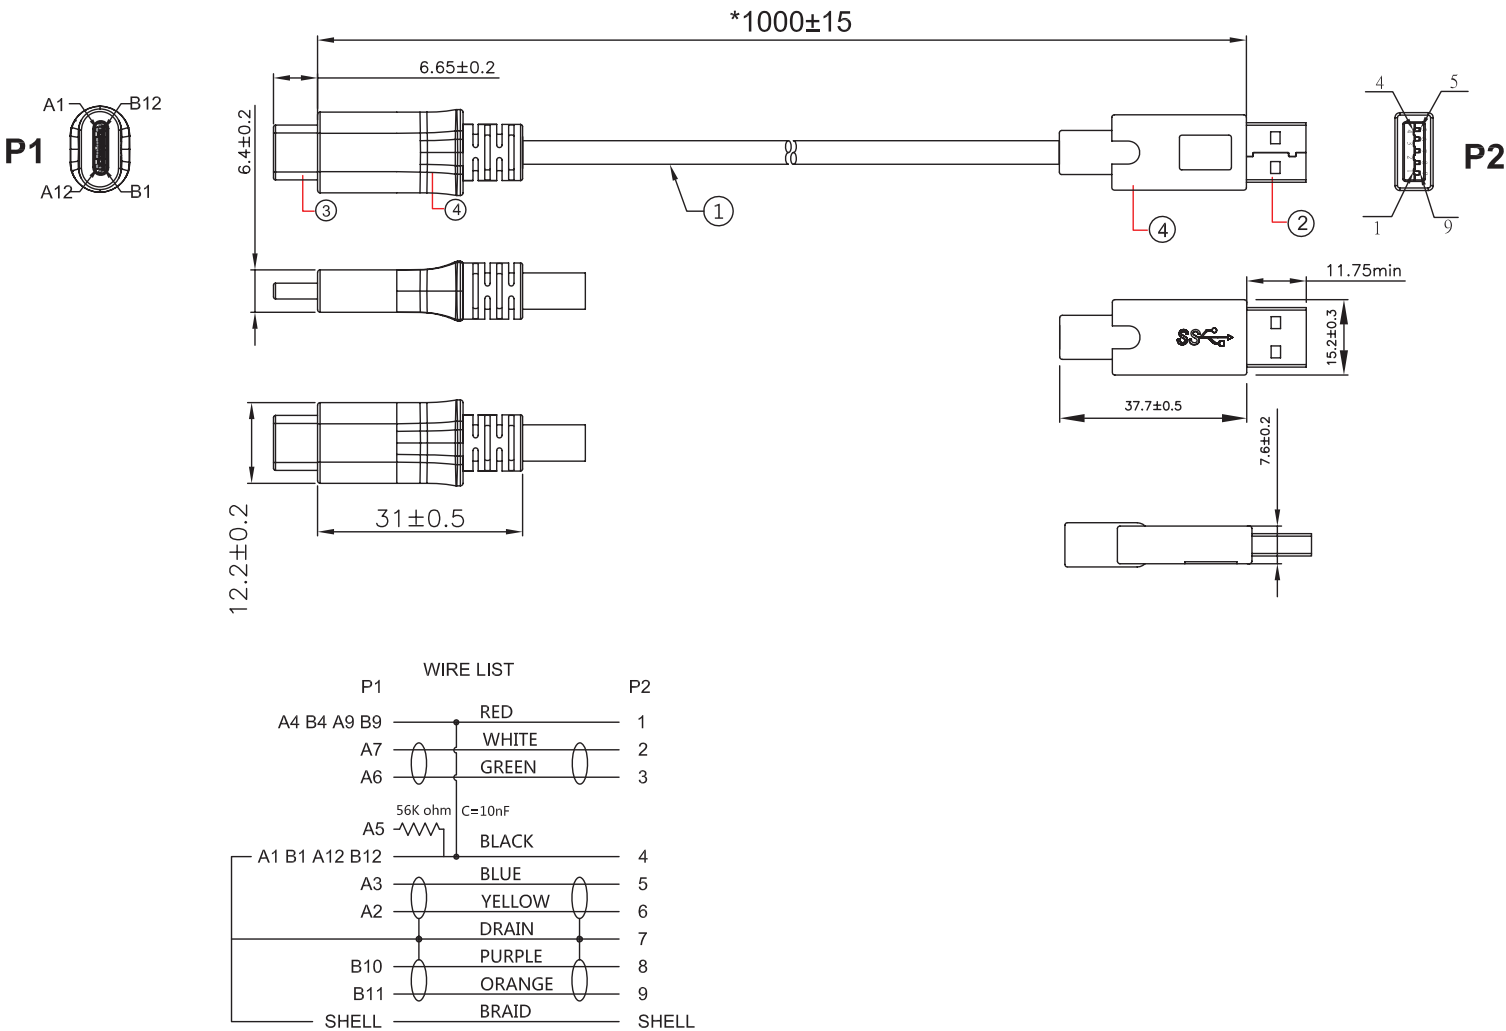 *1000±15
6.65±0.2
A1
B12
P1
A12
B1
6.4±0.2
3
4
1
4
2
4
5
P2
1
9
11.75min
SS
15.2±0.3
37.7±0.5
7.6±0.2
31±0.5
12.2±0.2
WIRE LIST
P1 P2
A4 B4 A9 B9 RED 1
A7 WHITE 2
A6 GREEN 3
56K ohm C=10nF
A5
A1 B1 A12 B12 BLACK 4
A3 BLUE 5
A2 YELLOW 6
DRAIN 7
B10 PURPLE 8
B11 ORANGE 9
SHELL BRAID SHELL